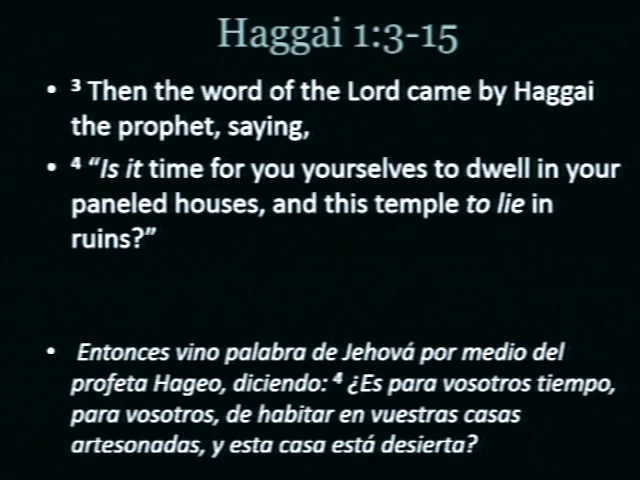 Haggai 1:3-15
• ³ Then the word of the Lord came by Haggai
the prophet, saying,
• ⁴ “Is it time for you yourselves to dwell in your
paneled houses, and this temple to lie in
ruins?”
• Entonces vino palabra de Jehová por medio del
profeta Hageo, diciendo: ⁴ ¿Es para vosotros tiempo,
para vosotros, de habitar en vuestras casas
artesonadas, y esta casa está desierta?